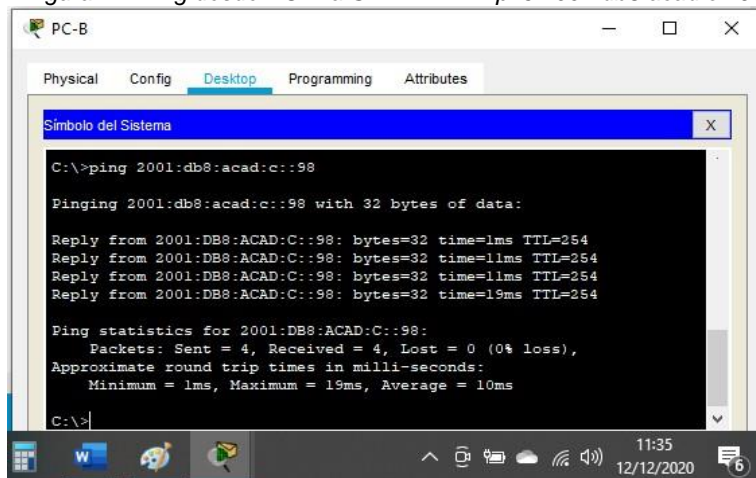 PC-B
Physical Config Desktop Programming Attributes
Símbolo del Sistema X
C:\>ping 2001:db8:acad:c::98
Pinging 2001:db8:acad:c::98 with 32 bytes of data:
Reply from 2001:DB8:ACAD:C::98: bytes=32 time=1ms TTL=254
Reply from 2001:DB8:ACAD:C::98: bytes=32 time=11ms TTL=254
Reply from 2001:DB8:ACAD:C::98: bytes=32 time=11ms TTL=254
Reply from 2001:DB8:ACAD:C::98: bytes=32 time=19ms TTL=254
Ping statistics for 2001:DB8:ACAD:C::98:
Packets: Sent = 4, Received = 4, Lost = 0 (0% loss),
Approximate round trip times in milli-seconds:
Minimum = 1ms, Maximum = 19ms, Average = 10ms
C:\>
11:35
12/12/2020
6